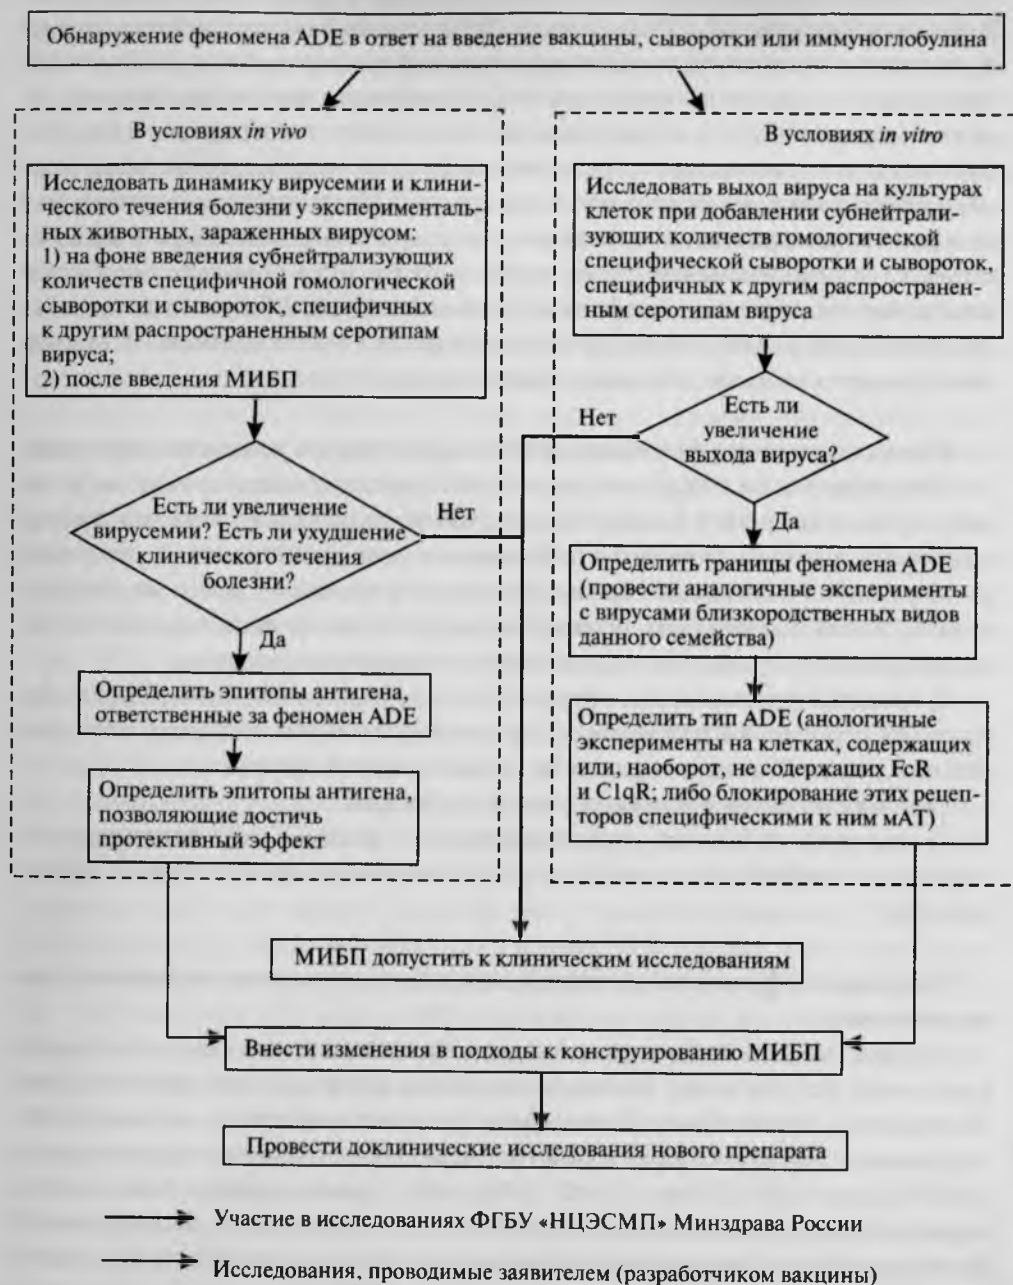 Обнаружение феномена ADE в ответ на введение вакцины, сыворотки или иммуноглобулина
В условиях in vivo
Исследовать динамику вирусемии и клини-
ческого течения болезни у эксперименталь-
ных животных, зараженных вирусом:
1) на фоне введения субнейтрализующих
количеств специфичной гомологической
сыворотки и сывороток, специфичных
к другим распространенным серотипам
вируса;
2) после введения МИБП
Есть ли увеличение
вирусемии? Есть ли ухудшение
клинического течения
болезни?
Нет
Да
Определить эпитопы антигена,
ответственные за феномен ADE
Определить эпитопы антигена,
позволяющие достичь
протективный эффект
В условиях in vitro
Исследовать выход вируса на культурах
клеток при добавлении субнейтрали-
зующих количеств гомологической
специфической сыворотки и сывороток,
специфичных к другим распространен-
ным серотипам вируса
Есть ли
увеличение
выхода вируса?
Нет
Да
Определить границы феномена ADE
(провести аналогичные эксперименты
с вирусами близкородственных видов
данного семейства)
Определить тип ADE (анологичные
эксперименты на клетках, содержащих
или, наоборот, не содержащих FcR
и C1qR; либо блокирование этих рецеп-
торов специфическими к ним мАТ)
МИБП допустить к клиническим исследованиям
Внести изменения в подходы к конструированию МИБП
Провести доклинические исследования нового препарата
Участие в исследованиях ФГБУ «НЦЭСМП» Минздрава России
Исследования, проводимые заявителем (разработчиком вакцины)